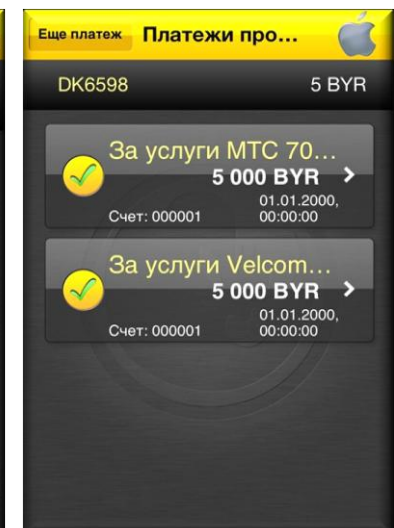 Еще платеж Платежи про...
DK6598 5 BYR
За услуги МТС 70...
5 000 BYR
01.01.2000,
Счет: 000001 00:00:00
За услуги Velcom...
5 000 BYR
01.01.2000,
Счет: 000001 00:00:00